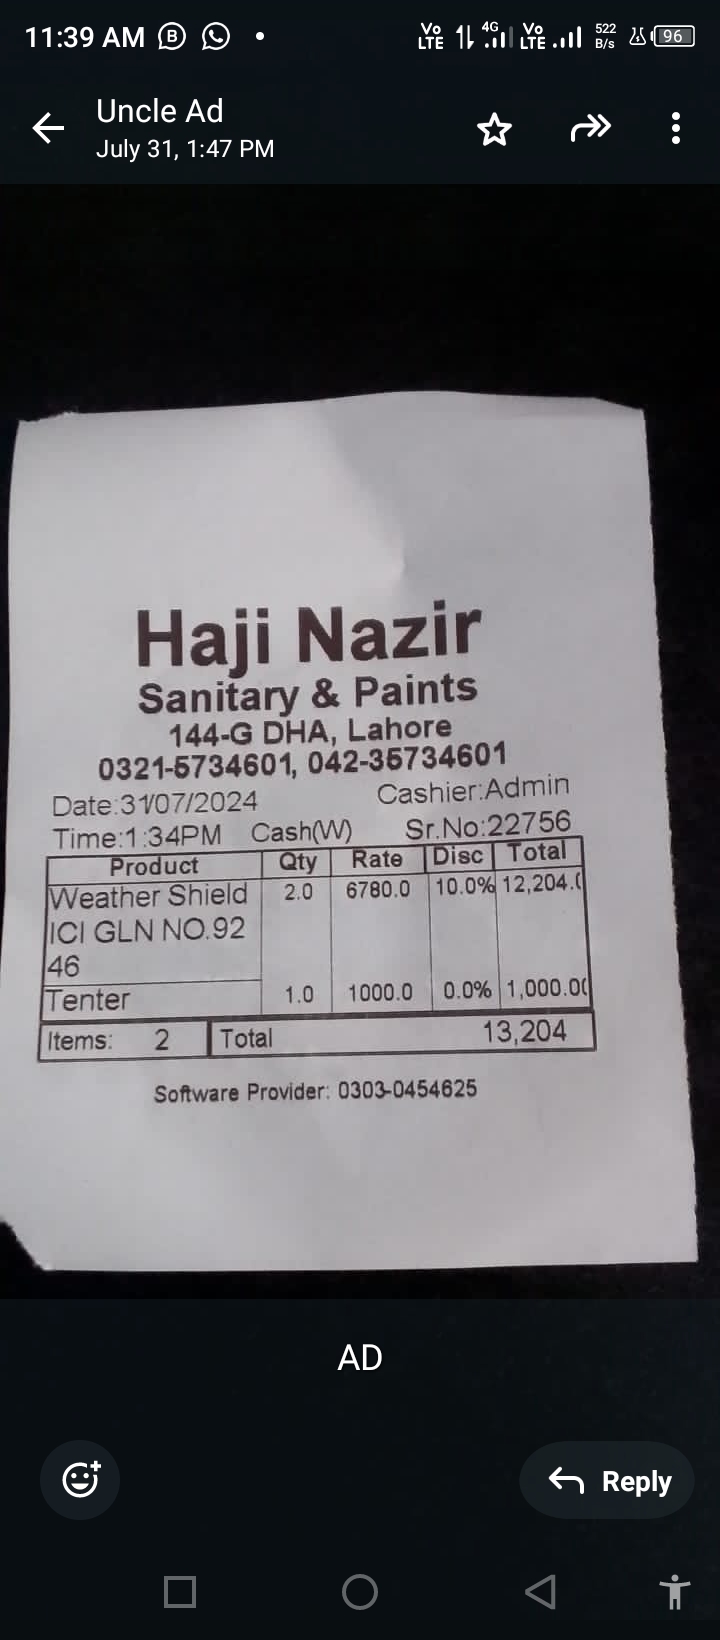 11:39 AM
Vo LTE 4G Vo LTE 522 B/s 96
Uncle Ad
July 31, 1:47 PM
Haji Nazir
Sanitary & Paints
144-G DHA, Lahore
0321-5734601, 042-35734601
Date:31/07/2024 Cashier:Admin
Time:1:34PM Cash(W) Sr.No:22756
Product Qty Rate Disc Total
Weather Shield 2.0 6780.0 10.0% 12,204.0
ICI GLN NO.92
46
Tenter 1.0 1000.0 0.0% 1,000.00
Items: 2 Total 13,204
Software Provider: 0303-0454625
AD
Reply